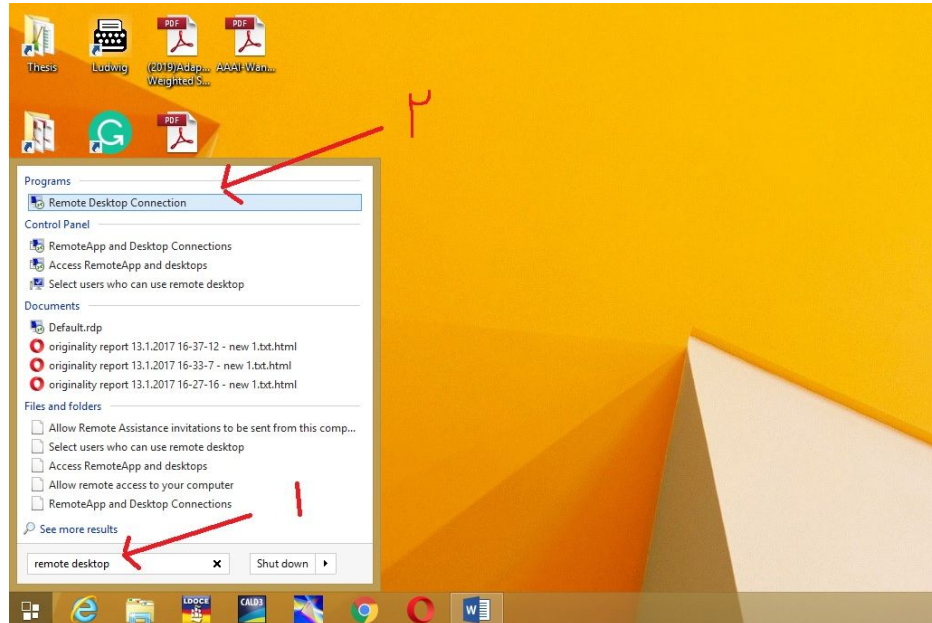 PDF
PDF
Thesis
Ludwig
(2019)Adap...
Weighted S...
AAAI-Wan...
PDF
۲
Programs
Remote Desktop Connection
Control Panel
RemoteApp and Desktop Connections
Access RemoteApp and desktops
Select users who can use remote desktop
Documents
Default.rdp
originality report 13.1.2017 16-37-12 - new 1.txt.html
originality report 13.1.2017 16-33-7 - new 1.txt.html
originality report 13.1.2017 16-27-16 - new 1.txt.html
Files and folders
Allow Remote Assistance invitations to be sent from this comp...
Select users who can use remote desktop
Access RemoteApp and desktops
Allow remote access to your computer
RemoteApp and Desktop Connections
۱
See more results
remote desktop
Shut down
LDOCE
CALD3
W